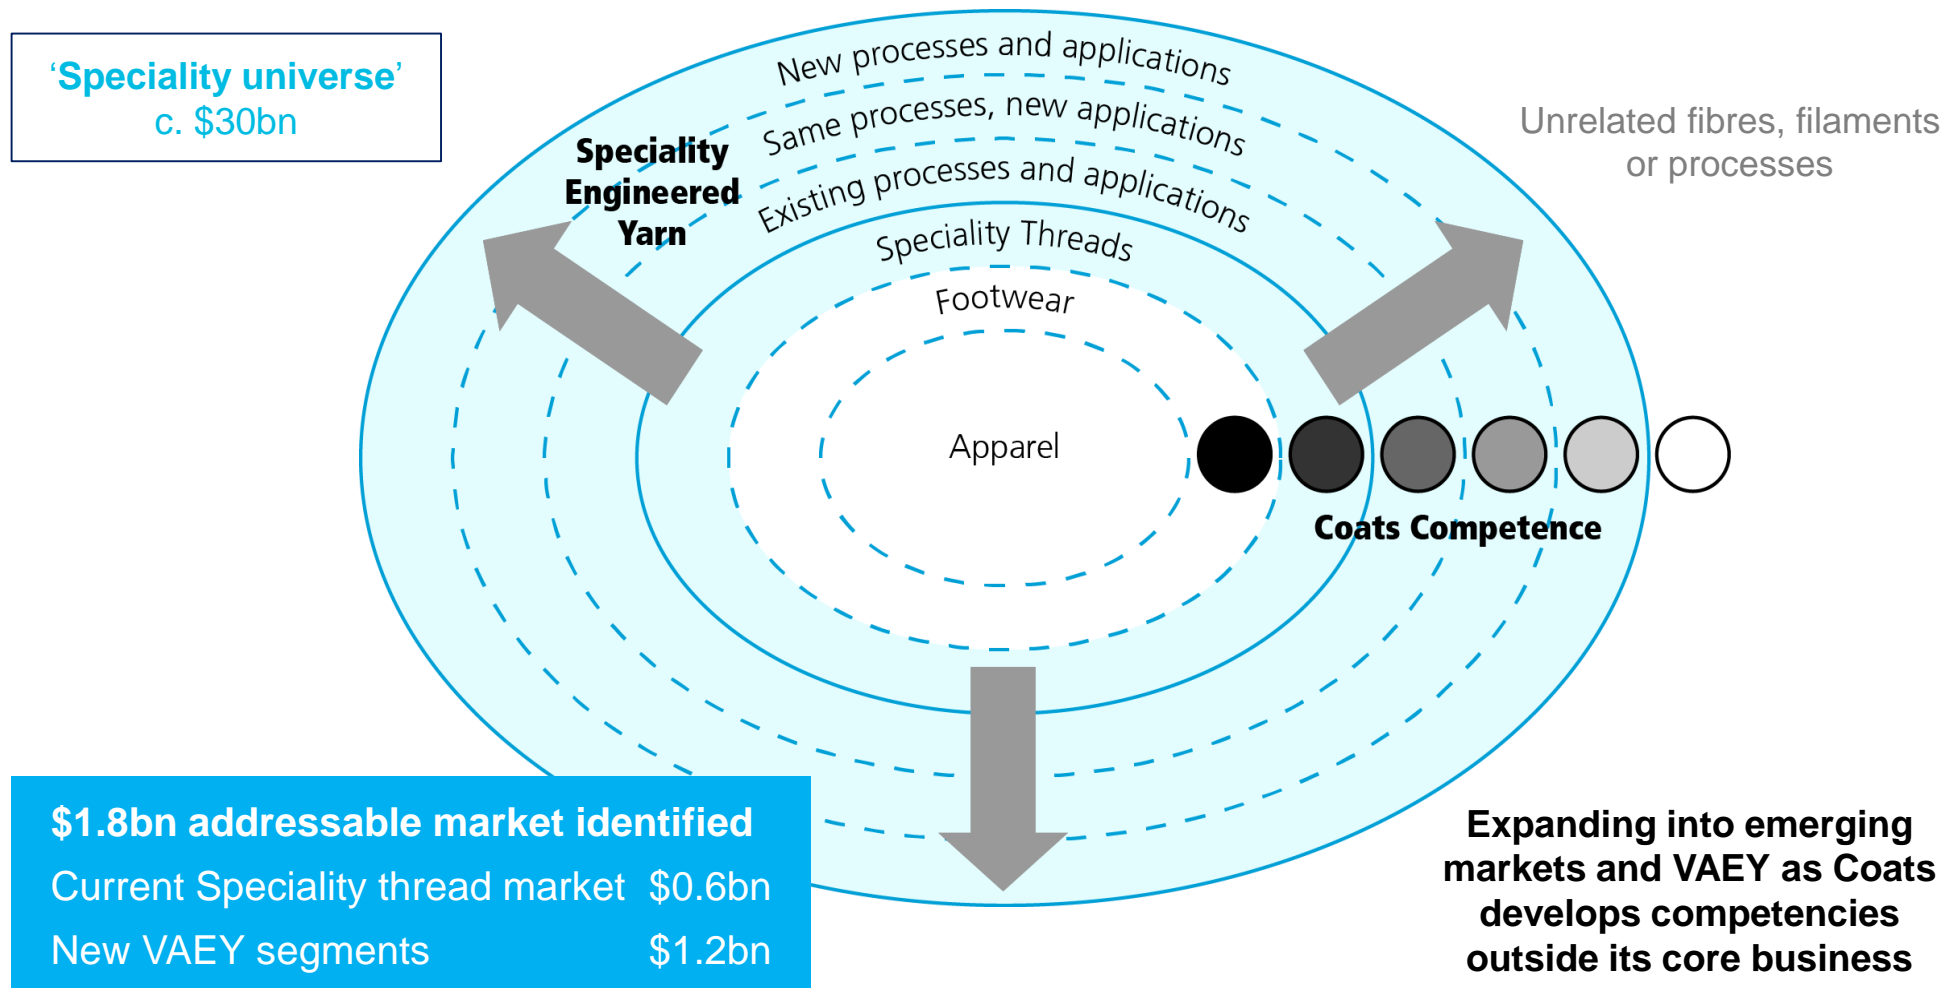 ‘Speciality universe’
c. $30bn
New processes and applications
Same processes, new applications
Existing processes and applications
Speciality Threads
Footwear
Apparel
Speciality
Engineered
Yarn
Unrelated fibres, filaments
or processes
Coats Competence
$1.8bn addressable market identified
Current Speciality thread market $0.6bn
New VAEY segments $1.2bn
Expanding into emerging
markets and VAEY as Coats
develops competencies
outside its core business